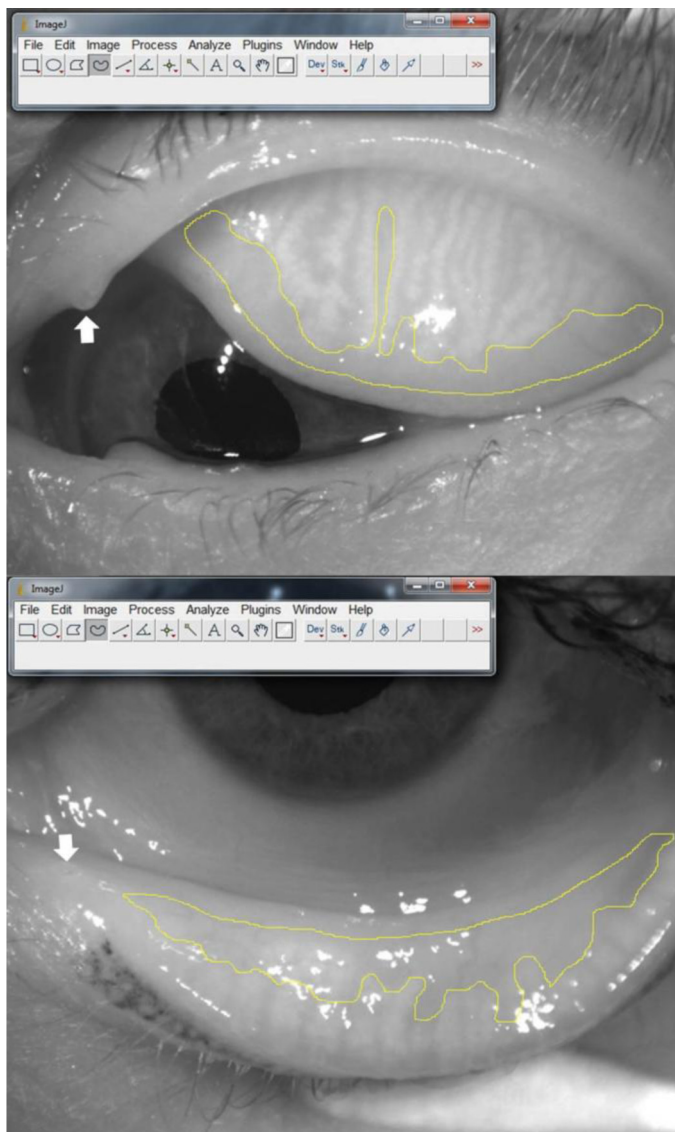 ImageJ
File Edit Image Process Analyze Plugins Window Help
Dev Stk >>
ImageJ
File Edit Image Process Analyze Plugins Window Help
Dev Stk >>